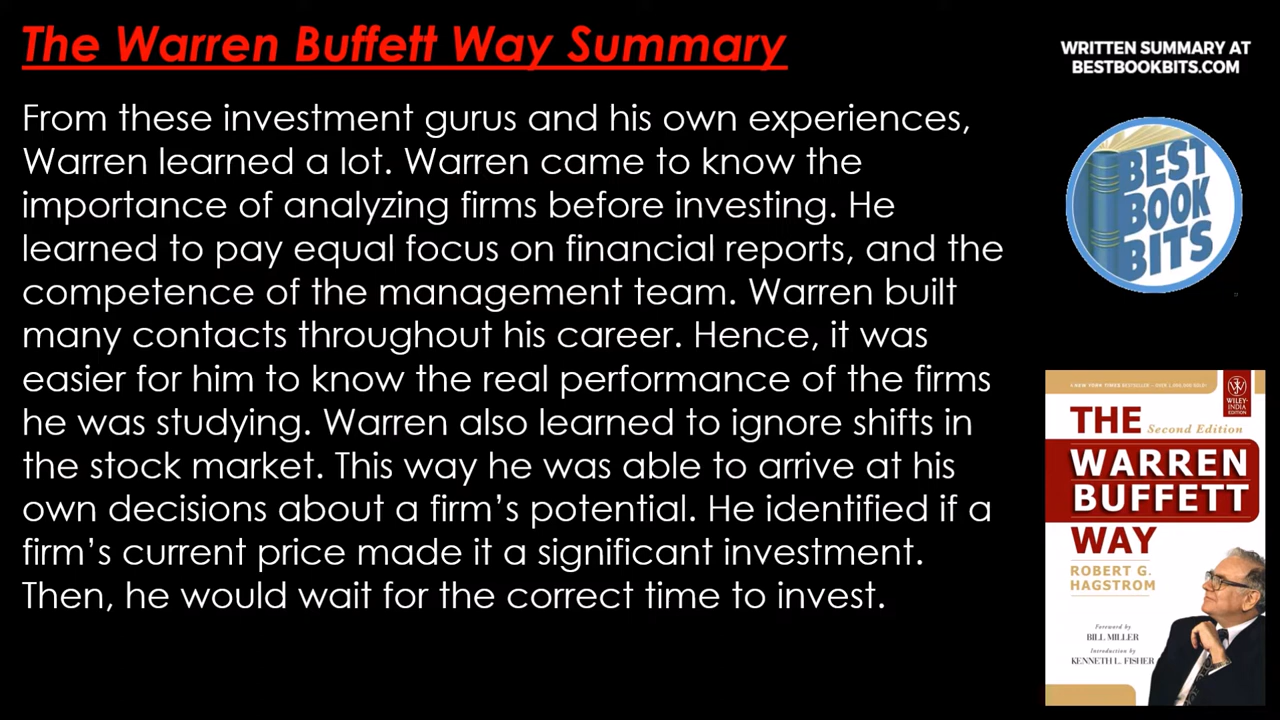 The Warren Buffett Way Summary
From these investment gurus and his own experiences,
Warren learned a lot. Warren came to know the
importance of analyzing firms before investing. He
learned to pay equal focus on financial reports, and the
competence of the management team. Warren built
many contacts throughout his career. Hence, it was
easier for him to know the real performance of the firms
he was studying. Warren also learned to ignore shifts in
the stock market. This way he was able to arrive at his
own decisions about a firm's potential. He identified if a
firm's current price made it a significant investment.
Then, he would wait for the correct time to invest.
WRITTEN SUMMARY AT
BESTBOOKBITS.COM
BEST
BOOK
BITS
WILEY-
INDIA
EDITION
THE
Second Edition
WARREN
BUFFETT
WAY
ROBERT G.
HAGSTROM
Foreword by
BILL MILLER
Introduction by
KENNETH L. FISHER